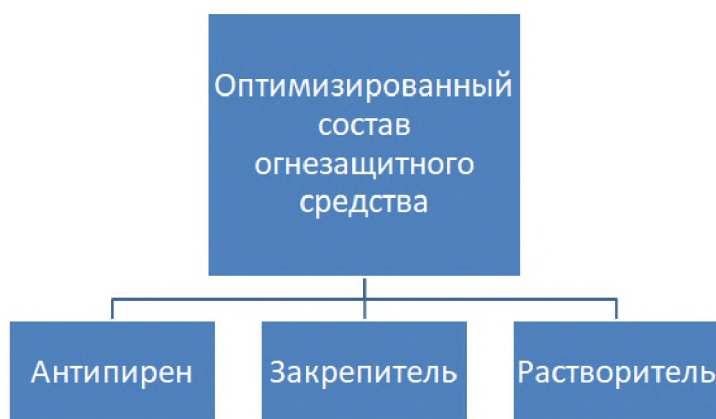 Оптимизированный
состав
огнезащитного
средства
Антипирен
Закрепитель
Растворитель